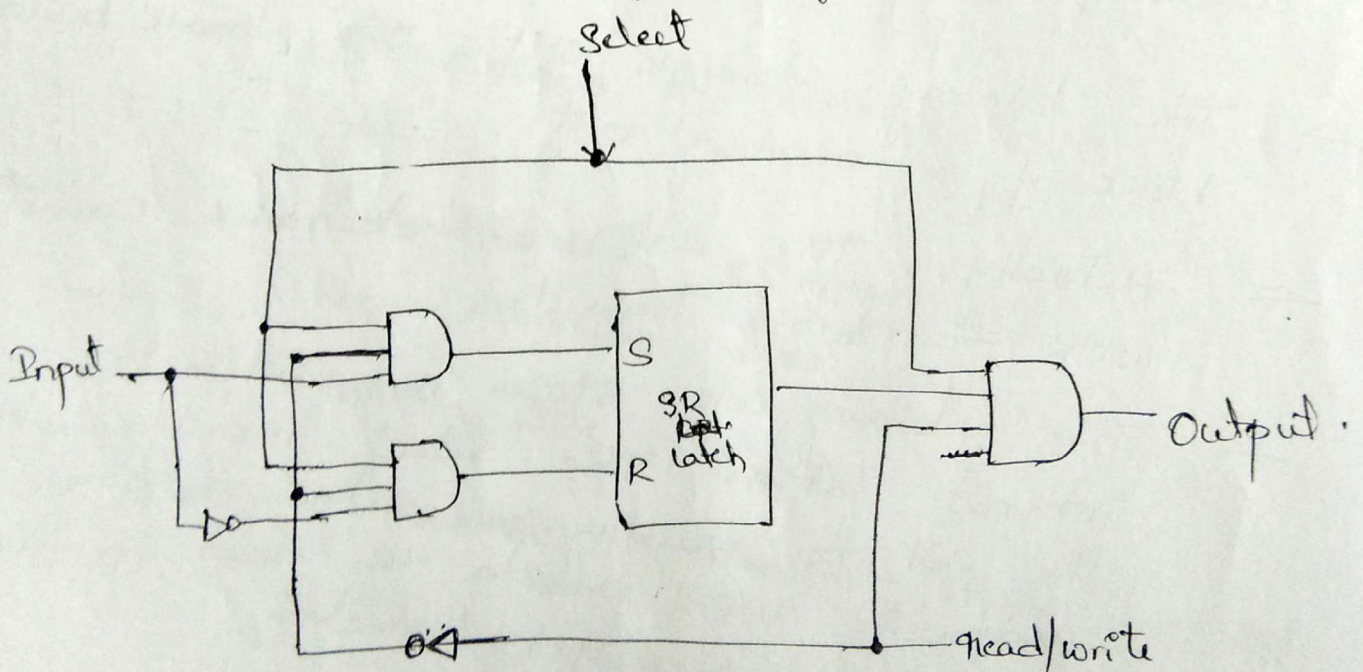 Select
Input
S
SR
latch
R
Output.
Read/write